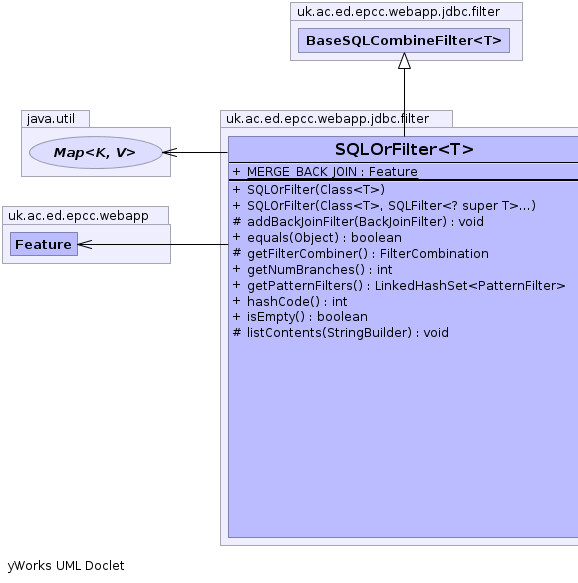 uk.ac.ed.epcc.webapp.jdbc.filter
BaseSQLCombineFilter<T>
java.util
Map<K, V>
uk.ac.ed.epcc.webapp
Feature
uk.ac.ed.epcc.webapp.jdbc.filter
SQLOrFilter<T>
+ MERGE_BACK_JOIN : Feature
+ SQLOrFilter(Class<T>)
+ SQLOrFilter(Class<T>, SQLFilter<? super T>...)
# addBackJoinFilter(BackJoinFilter) : void
+ equals(Object) : boolean
# getFilterCombiner() : FilterCombination
+ getNumBranches() : int
+ getPatternFilters() : LinkedHashSet<PatternFilter>
+ hashCode() : int
+ isEmpty() : boolean
# listContents(StringBuilder) : void
yWorks UML Doclet